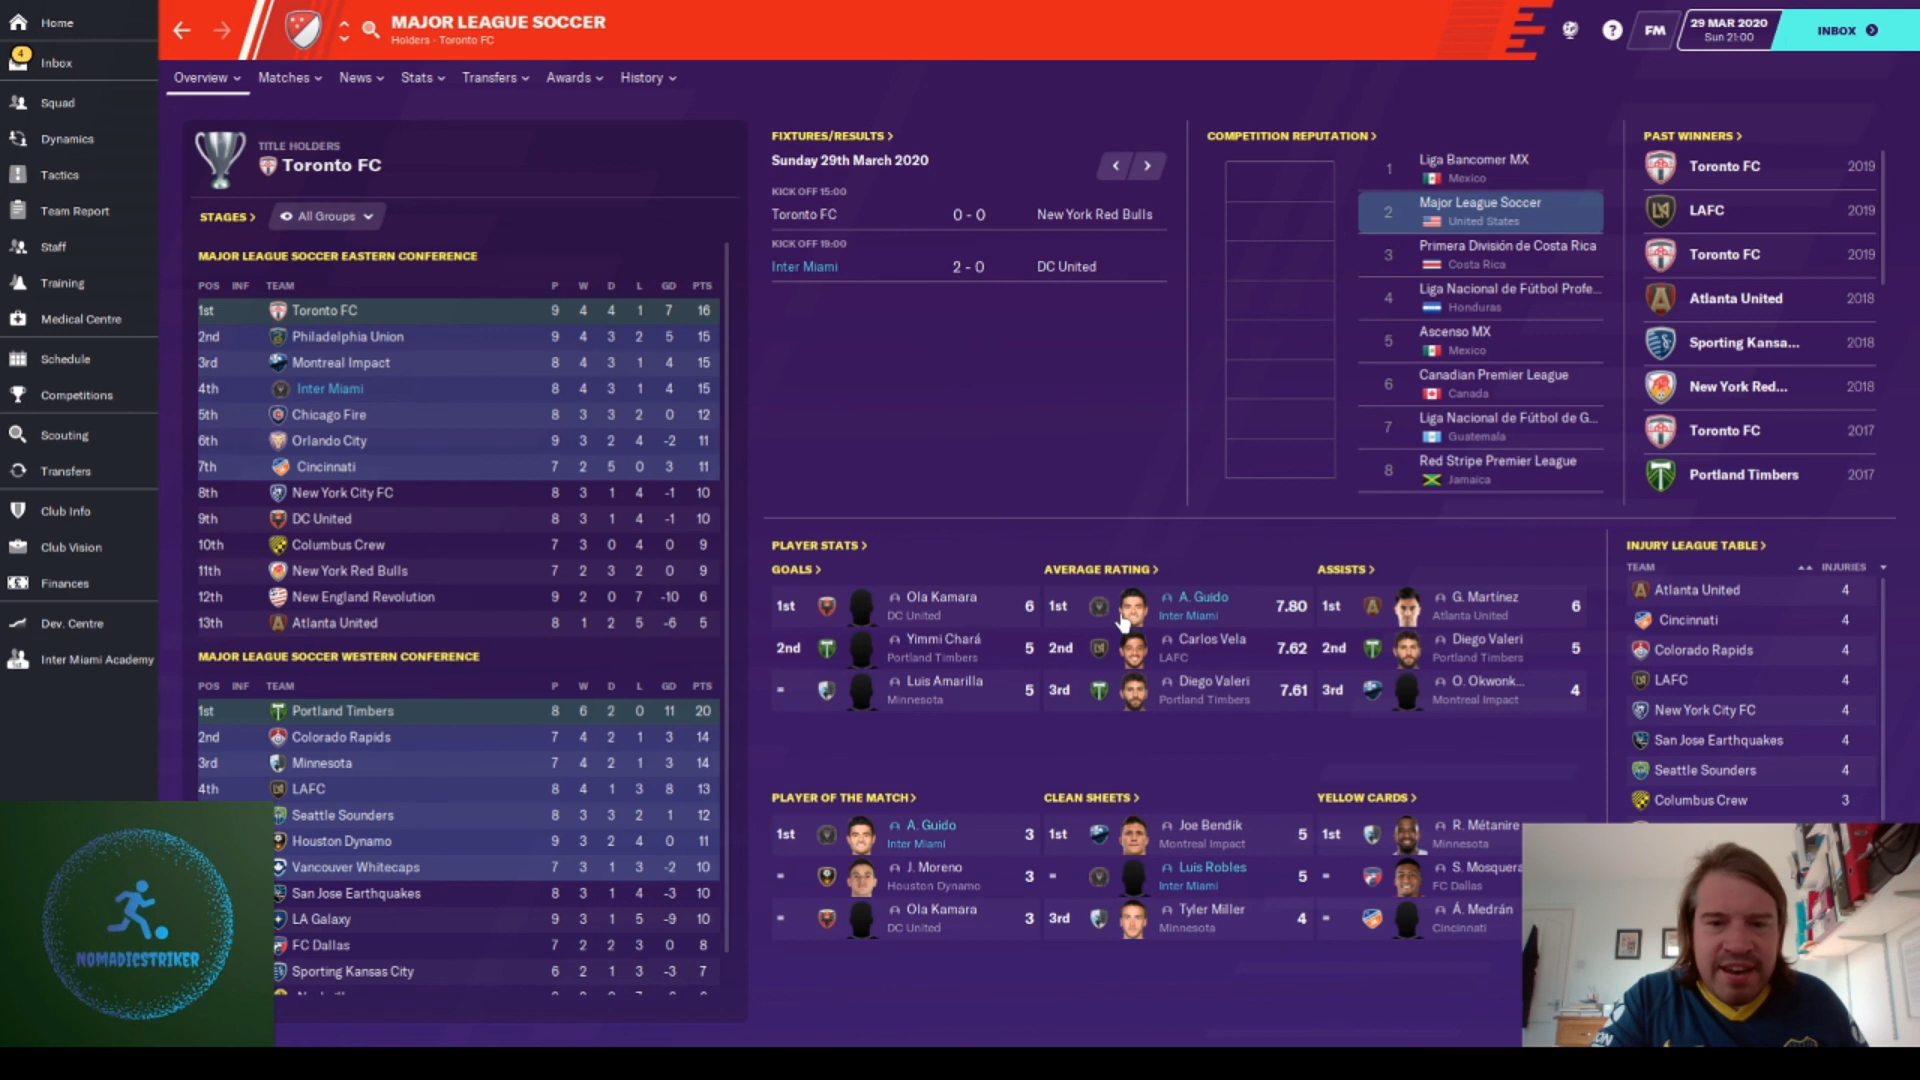 Home
4
Inbox
Squad
Dynamics
Tactics
Team Report
Staff
Training
Medical Centre
Schedule
Competitions
Scouting
Transfers
Club Info
Club Vision
Finances
Dev. Centre
Inter Miami Academy
NOMADICSTRIKER
MAJOR LEAGUE SOCCER
Holders - Toronto FC
?
FM
29 MAR 2020
Sun 21:00
INBOX
Overview Matches News Stats Transfers Awards History
TITLE HOLDERS
Toronto FC
STAGES > All Groups
MAJOR LEAGUE SOCCER EASTERN CONFERENCE
POS INF TEAM P W D L GD PTS
1st Toronto FC 9 4 4 1 7 16
2nd Philadelphia Union 9 4 3 2 5 15
3rd Montreal Impact 8 4 3 1 4 15
4th Inter Miami 8 4 3 1 4 15
5th Chicago Fire 8 3 3 2 0 12
6th Orlando City 9 3 2 4 -2 11
7th Cincinnati 7 2 5 0 3 11
8th New York City FC 8 3 1 4 -1 10
9th DC United 8 3 1 4 -1 10
10th Columbus Crew 7 3 0 4 0 9
11th New York Red Bulls 7 2 3 2 0 9
12th New England Revolution 9 2 0 7 -10 6
13th Atlanta United 8 1 2 5 -6 5
MAJOR LEAGUE SOCCER WESTERN CONFERENCE
POS INF TEAM P W D L GD PTS
1st Portland Timbers 8 6 2 0 11 20
2nd Colorado Rapids 7 4 2 1 3 14
3rd Minnesota 7 4 2 1 3 14
4th LAFC 8 4 1 3 8 13
Seattle Sounders 8 3 3 2 1 12
Houston Dynamo 9 3 2 4 0 11
Vancouver Whitecaps 7 3 1 3 -2 10
San Jose Earthquakes 8 3 1 4 -3 10
LA Galaxy 9 3 1 5 -9 10
FC Dallas 7 2 2 3 0 8
Sporting Kansas City 6 2 1 3 -3 7
FIXTURES/RESULTS >
Sunday 29th March 2020
KICK OFF 15:00
Toronto FC 0 - 0 New York Red Bulls
KICK OFF 19:00
Inter Miami 2 - 0 DC United
COMPETITION REPUTATION >
1 Liga Bancomer MX
Mexico
2 Major League Soccer
United States
3 Primera División de Costa Rica
Costa Rica
4 Liga Nacional de Fútbol Profe...
Honduras
5 Ascenso MX
Mexico
6 Canadian Premier League
Canada
7 Liga Nacional de Fútbol de G...
Guatemala
8 Red Stripe Premier League
Jamaica
PAST WINNERS >
Toronto FC 2019
LAFC 2019
Toronto FC 2019
Atlanta United 2018
Sporting Kansa... 2018
New York Red... 2018
Toronto FC 2017
Portland Timbers 2017
PLAYER STATS >
GOALS >
1st Ola Kamara 6
DC United
2nd Yimmi Chará 5
Portland Timbers
= Luis Amarilla 5
Minnesota
AVERAGE RATING >
1st A. Guido 7.80
Inter Miami
2nd Carlos Vela 7.62
LAFC
3rd Diego Valeri 7.61
Portland Timbers
ASSISTS >
1st G. Martínez 6
Atlanta United
2nd Diego Valeri 5
Portland Timbers
3rd O. Okwonk... 4
Montreal Impact
PLAYER OF THE MATCH >
1st A. Guido 3
Inter Miami
= J. Moreno 3
Houston Dynamo
= Ola Kamara 3
DC United
CLEAN SHEETS >
1st Joe Bendik 5
Montreal Impact
= Luis Robles 5
Inter Miami
3rd Tyler Miller 4
Minnesota
YELLOW CARDS >
1st R. Métanire
Minnesota
= S. Mosquera
FC Dallas
= Á. Medrán
Cincinnati
INJURY LEAGUE TABLE >
TEAM INJURIES
Atlanta United 4
Cincinnati 4
Colorado Rapids 4
LAFC 4
New York City FC 4
San Jose Earthquakes 4
Seattle Sounders 4
Columbus Crew 3